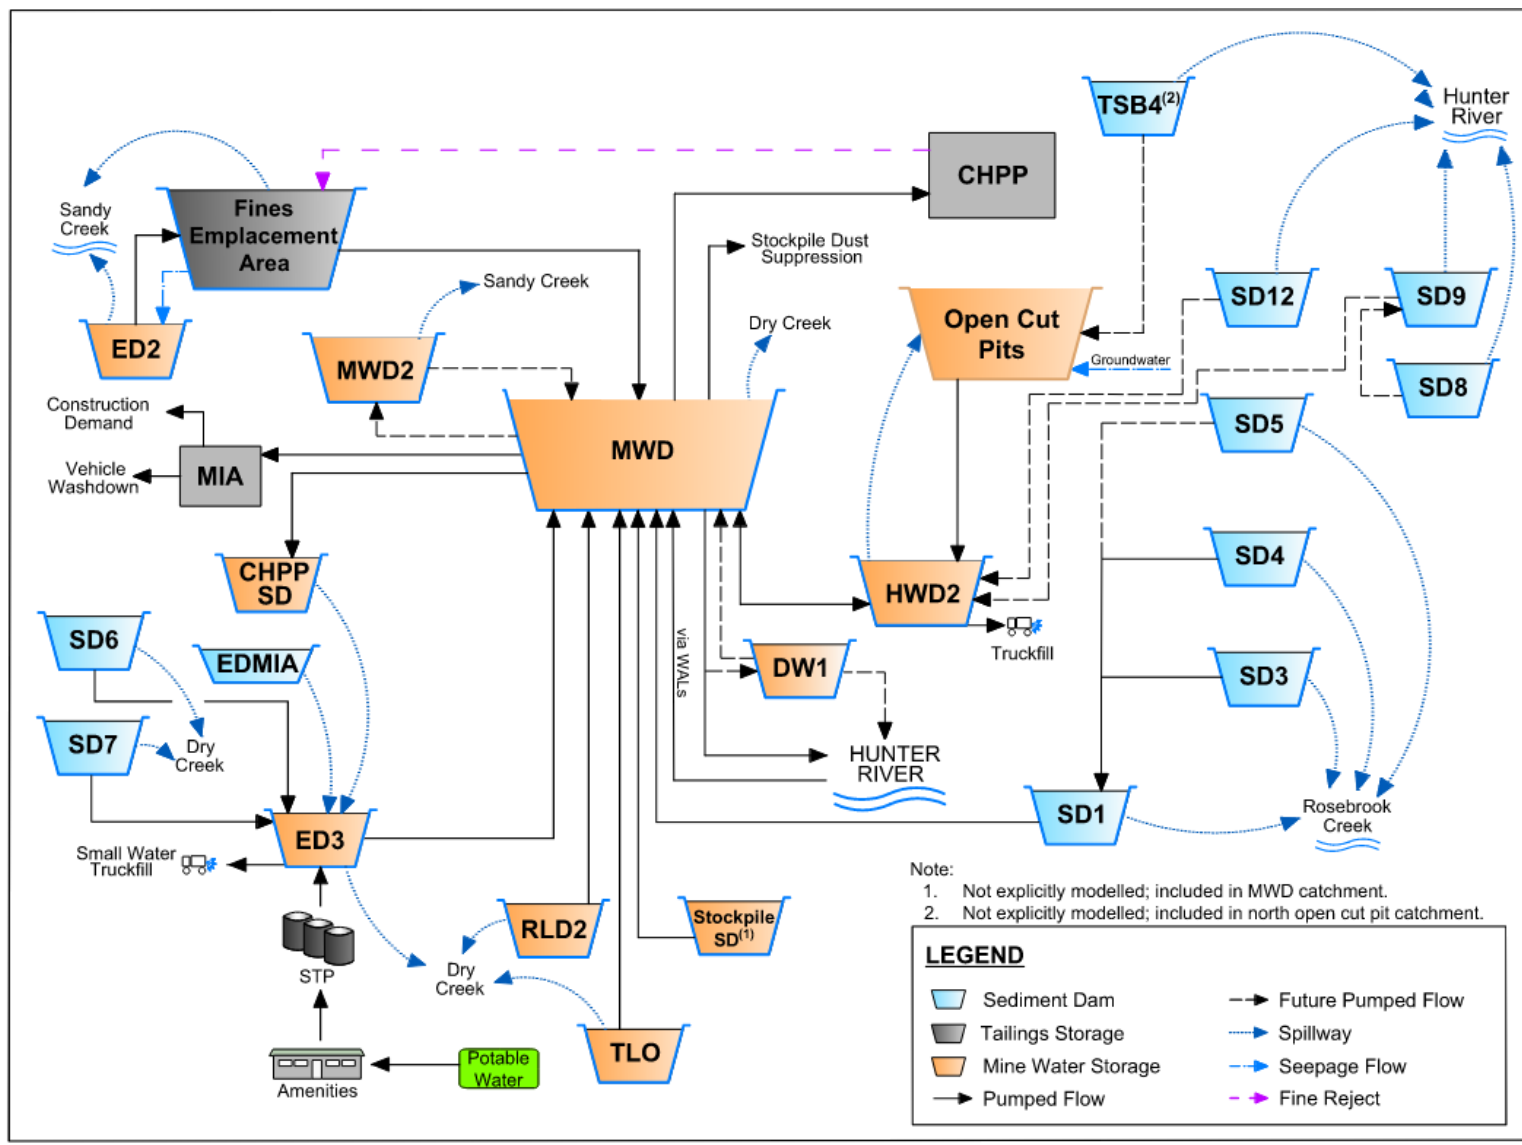 TSB4(2)
Hunter
River
CHPP
Sandy
Creek
Fines
Emplacement
Area
Stockpile Dust
Suppression
Sandy Creek
SD12
SD9
ED2
MWD2
Dry Creek
Open Cut
Pits
Groundwater
SD8
Construction
Demand
MWD
SD5
Vehicle
Washdown
MIA
CHPP
SD
HWD2
SD4
SD6
EDMIA
via WALs
DW1
Truckfill
SD3
SD7
Dry
Creek
HUNTER
RIVER
SD1
Rosebrook
Creek
ED3
Small Water
Truckfill
Note:
1. Not explicitly modelled; included in MWD catchment.
2. Not explicitly modelled; included in north open cut pit catchment.
RLD2
Stockpile
SD(1)
STP
Dry
Creek
LEGEND
Sediment Dam
Future Pumped Flow
Tailings Storage
Spillway
TLO
Potable
Water
Mine Water Storage
Seepage Flow
Amenities
Pumped Flow
Fine Reject